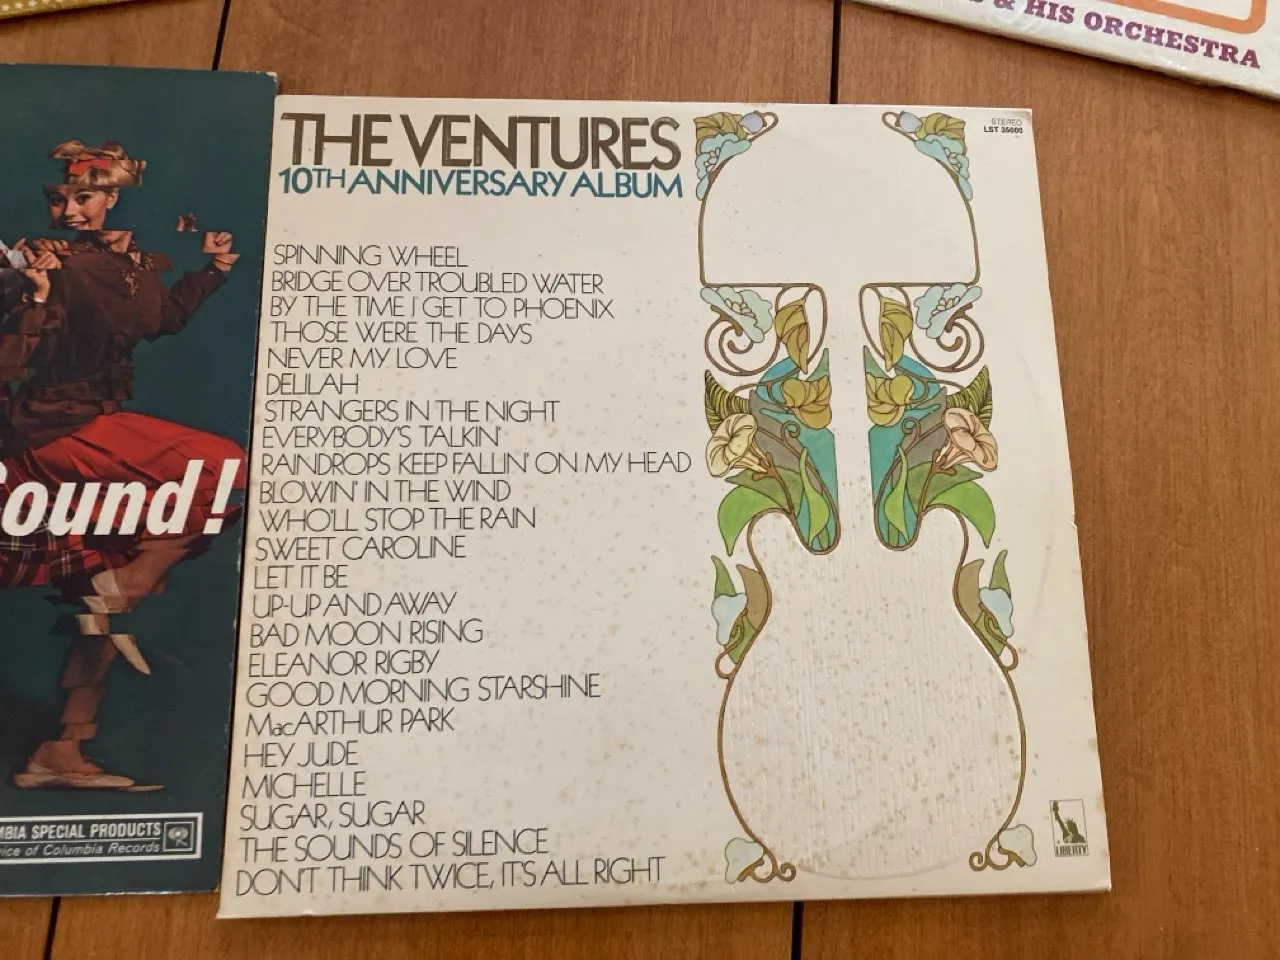 & HIS ORCHESTRA
THE VENTURES
10TH ANNIVERSARY ALBUM
STEREO
LST 35000
SPINNING WHEEL
BRIDGE OVER TROUBLED WATER
BY THE TIME I GET TO PHOENIX
THOSE WERE THE DAYS
NEVER MY LOVE
DELILAH
STRANGERS IN THE NIGHT
EVERYBODY'S TALKIN'
RAINDROPS KEEP FALLIN' ON MY HEAD
BLOWIN' IN THE WIND
WHO'LL STOP THE RAIN
SWEET CAROLINE
LET IT BE
UP-UP AND AWAY
BAD MOON RISING
ELEANOR RIGBY
GOOD MORNING STARSHINE
MacARTHUR PARK
HEY JUDE
MICHELLE
SUGAR, SUGAR
THE SOUNDS OF SILENCE
DON'T THINK TWICE, IT'S ALL RIGHT
LIBERTY
ound!
MBIA SPECIAL PRODUCTS
vice of Columbia Records